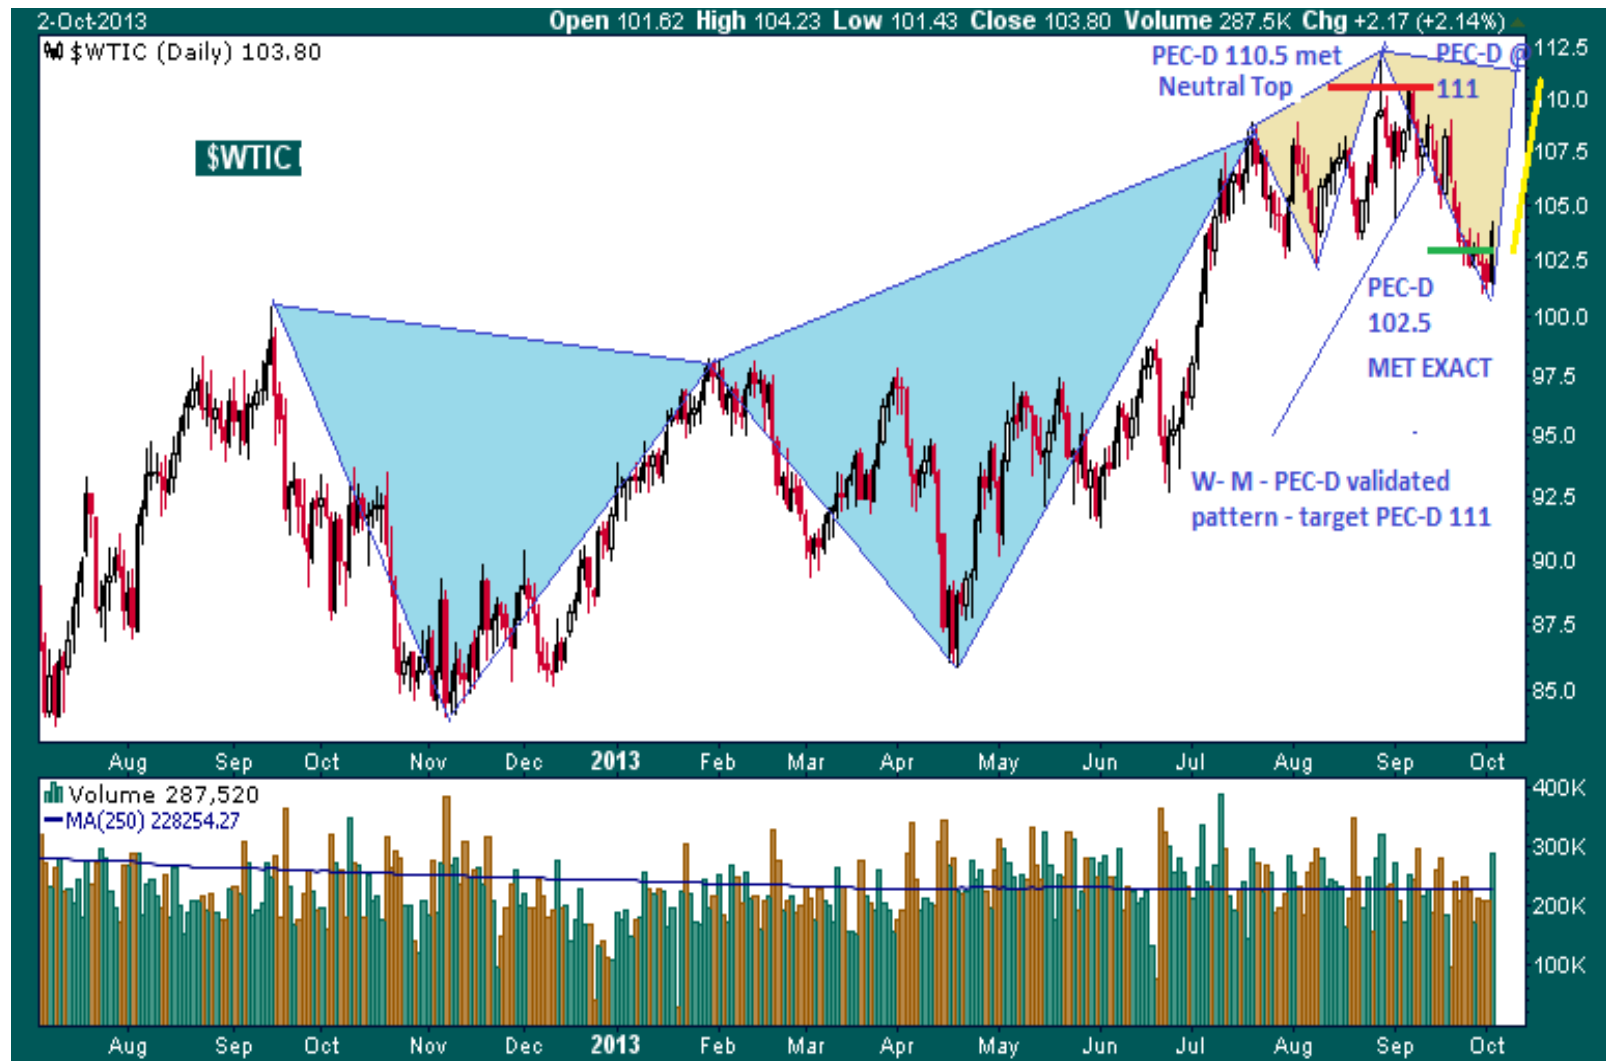 2-Oct-2013 Open 101.62 High 104.23 Low 101.43 Close 103.80 Volume 287.5K Chg +2.17 (+2.14%)
$WTIC (Daily) 103.80
PEC-D 110.5 met
Neutral Top
PEC-D @
111
$WTIC
PEC-D
102.5
MET EXACT
W- M - PEC-D validated
pattern - target PEC-D 111
112.5
10.0
107.5
105.0
102.5
100.0
97.5
95.0
92.5
90.0
87.5
85.0
Aug Sep Oct Nov Dec 2013 Feb Mar Apr May Jun Jul Aug Sep Oct
Volume 287,520
MA(250) 228254.27
400K
300K
200K
100K
Aug Sep Oct Nov Dec 2013 Feb Mar Apr May Jun Jul Aug Sep Oct